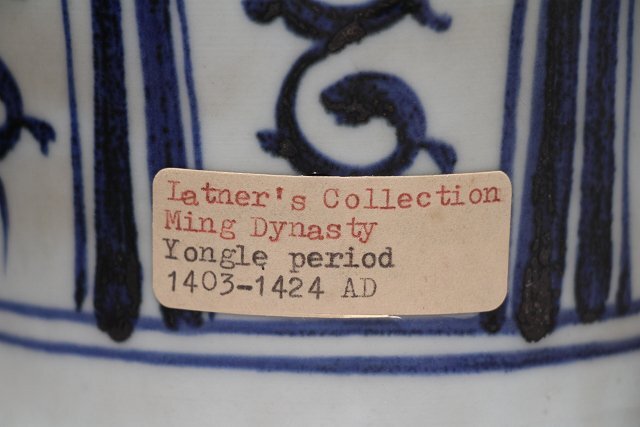 Latner's Collection
Ming Dynasty
Yongle period
1403-1424 AD